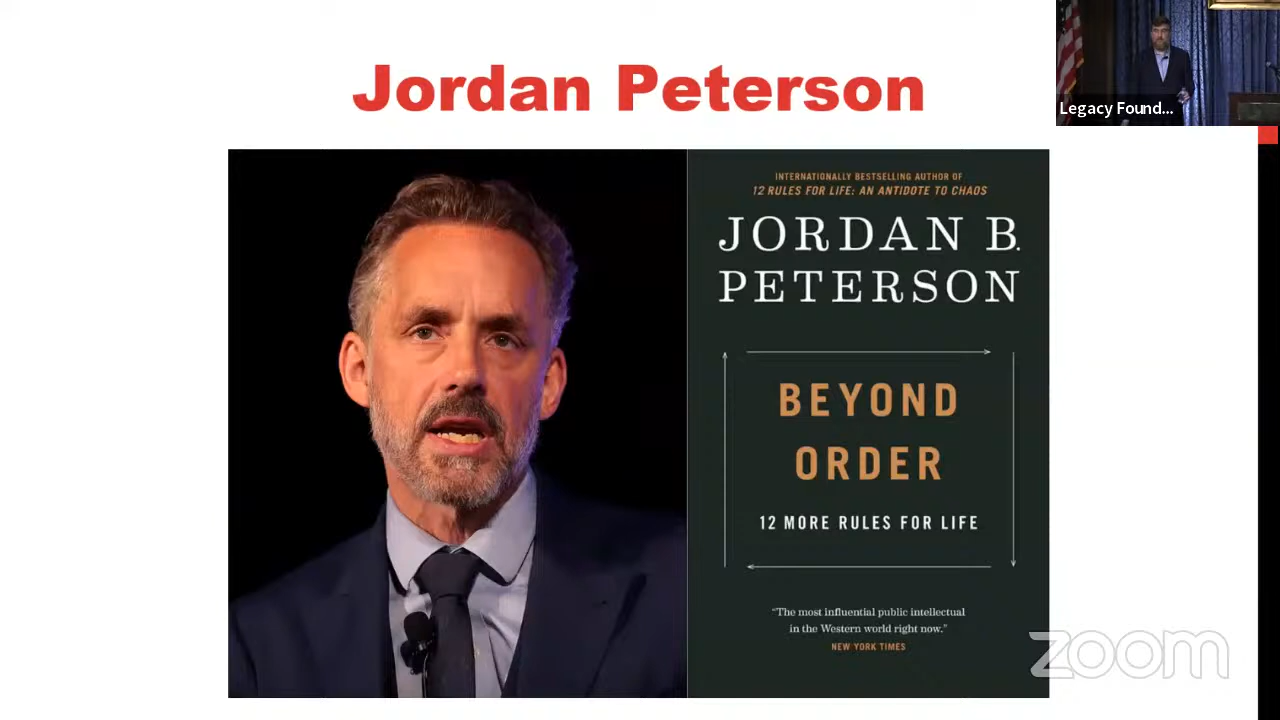 Jordan Peterson
Legacy Found...
INTERNATIONALLY BESTSELLING AUTHOR OF
12 RULES FOR LIFE: AN ANTIDOTE TO CHAOS
JORDAN B.
PETERSON
BEYOND
ORDER
12 MORE RULES FOR LIFE
“The most influential public intellectual
in the Western world right now.”
NEW YORK TIMES
zoom